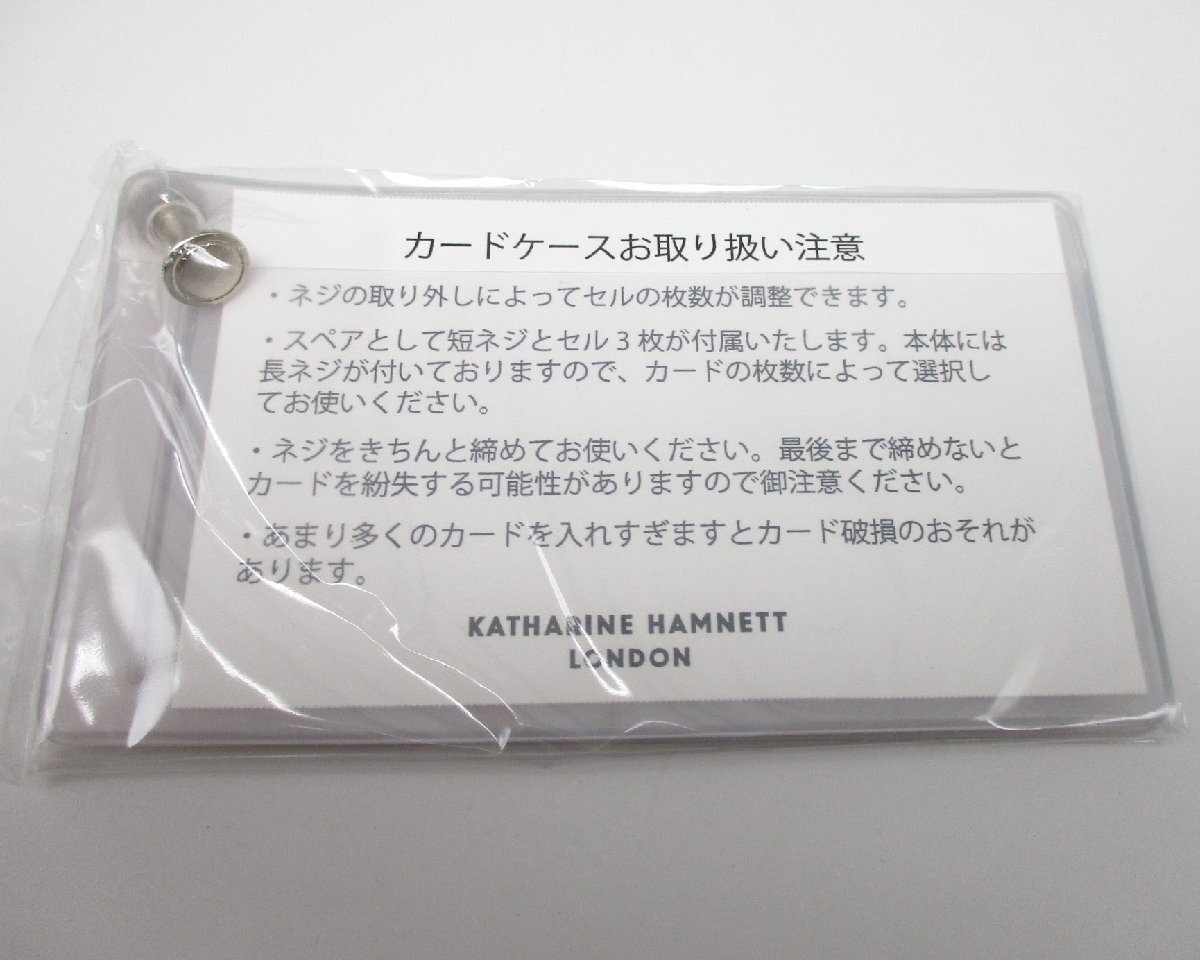 カードケースお取り扱い注意
・ネジの取り外しによってセルの枚数が調整できます。
・スペアとして短ネジとセル3枚が付属いたします。本体には
長ネジが付いておりますので、カードの枚数によって選択し
てお使いください。
・ネジをきちんと締めてお使いください。最後まで締めないと
カードを紛失する可能性がありますので御注意ください。
・あまり多くのカードを入れすぎますとカード破損のおそれが
あります。
KATHARINE HAMNETT
LONDON